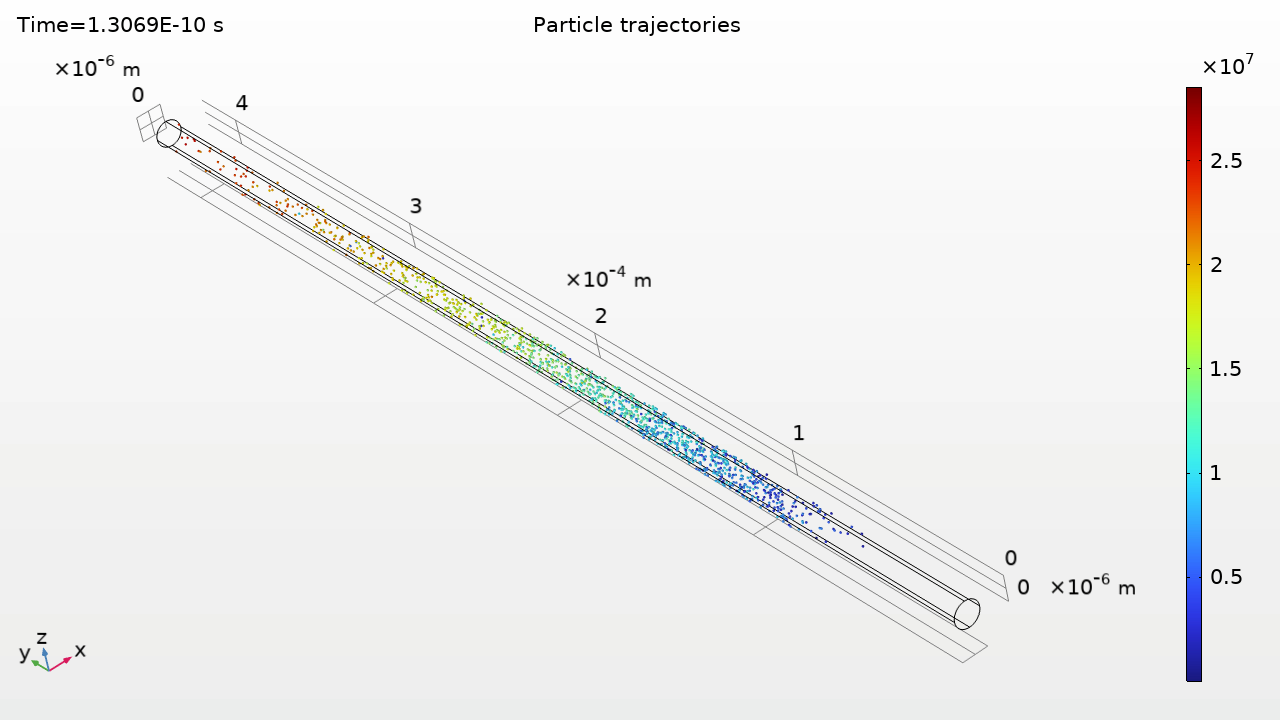 Time=1.3069E-10 s
Particle trajectories
×10⁻⁶ m
×10⁷
0
4
2.5
3
2
×10⁻⁴ m
2
1.5
1
1
0.5
0
0 ×10⁻⁶ m
z
y
x